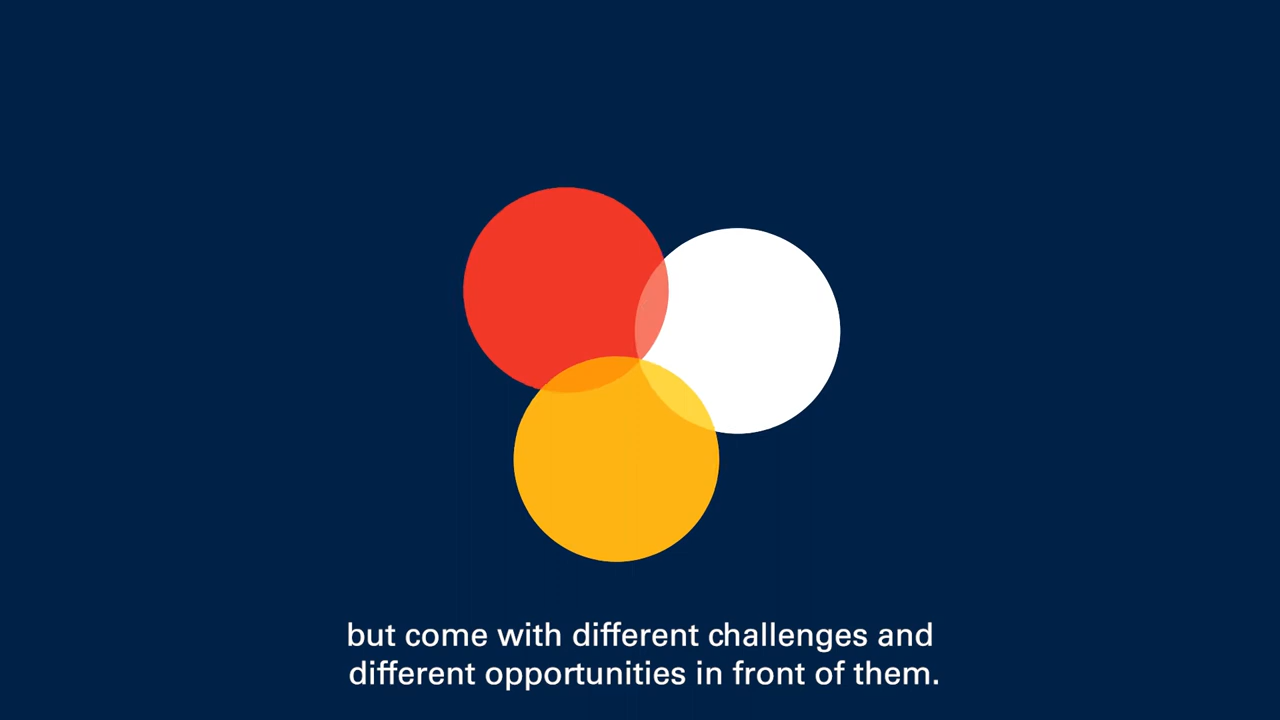 but come with different challenges and
different opportunities in front of them.